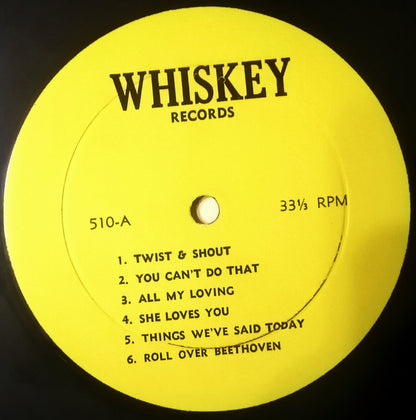 WHISKEY
RECORDS
510-A
33⅓ RPM
1. TWIST & SHOUT
2. YOU CAN'T DO THAT
3. ALL MY LOVING
4. SHE LOVES YOU
5. THINGS WE'VE SAID TODAY
6. ROLL OVER BEETHOVEN